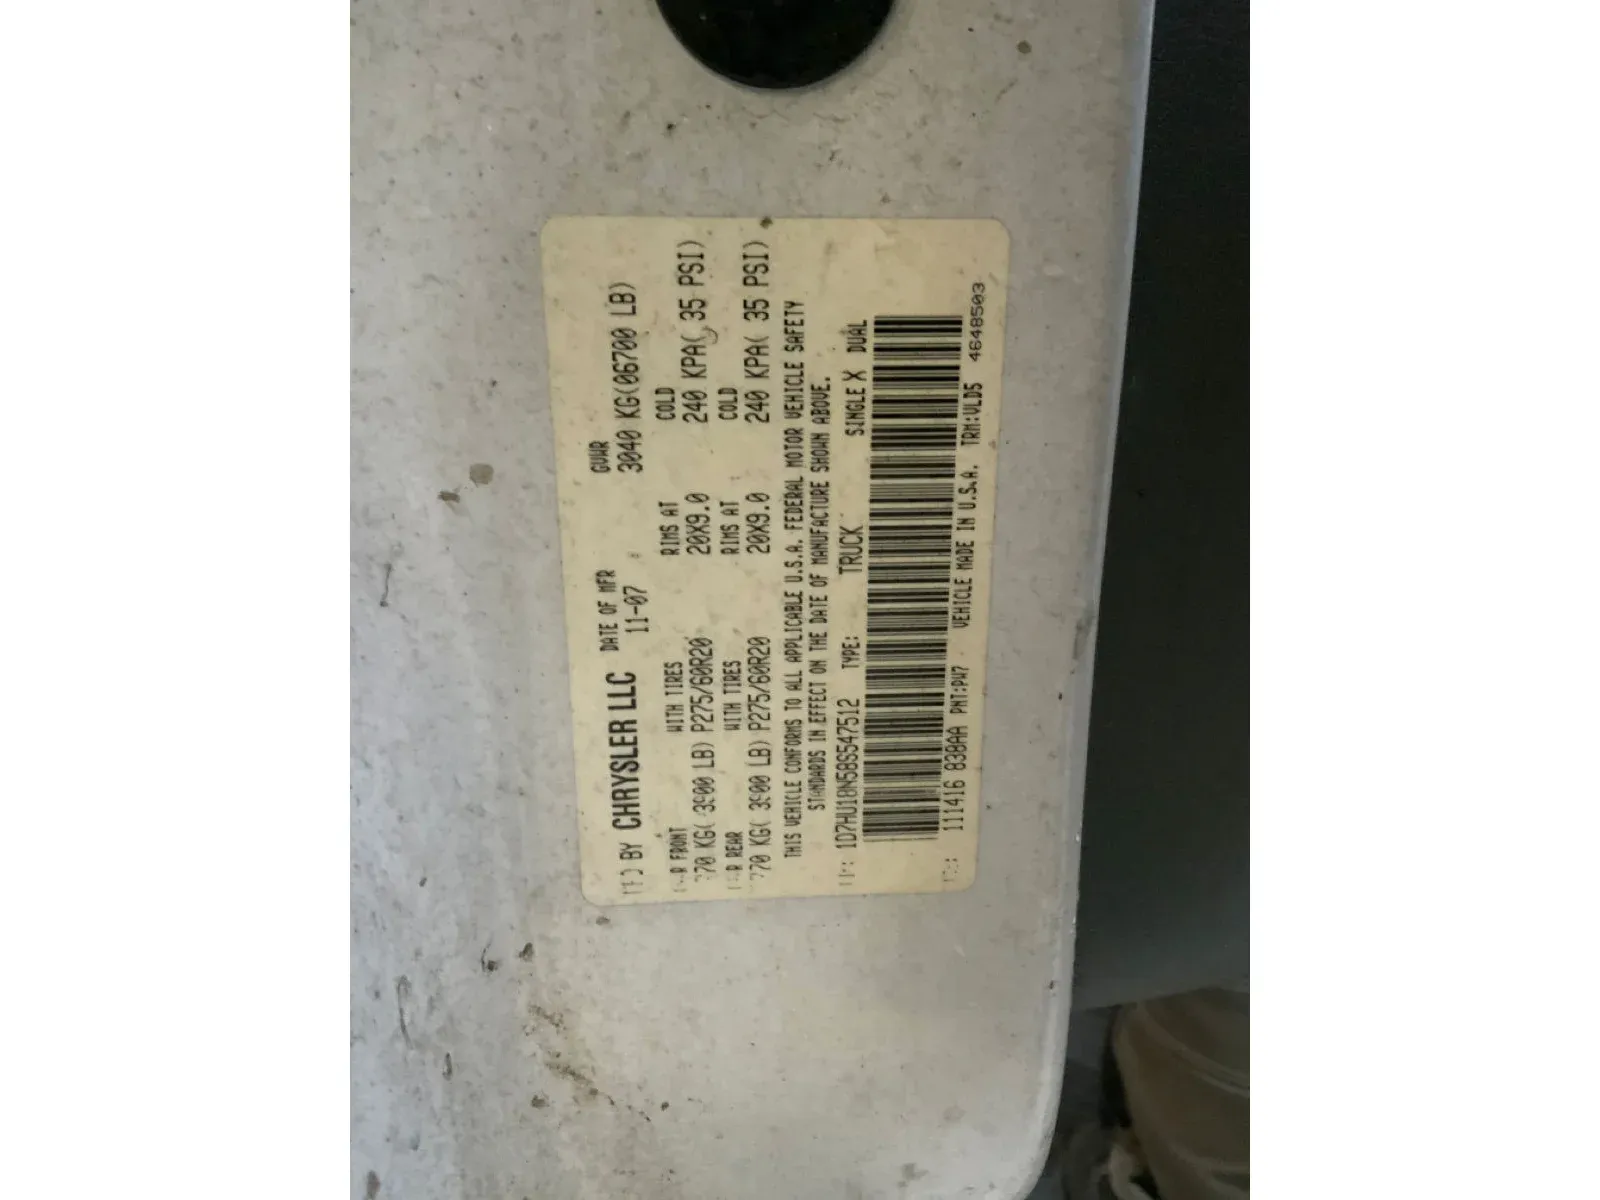 BY CHRYSLER LLC DATE OF MFR GVWR
11-07 3040 KG(06700 LB)
FRONT WITH TIRES RIMS AT COLD
KG( 3900 LB) P275/60R20 20X9.0 240 KPA( 35 PSI)
REAR WITH TIRES RIMS AT COLD
770 KG( 3900 LB) P275/60R20 20X9.0 240 KPA( 35 PSI)
THIS VEHICLE CONFORMS TO ALL APPLICABLE U.S.A. FEDERAL MOTOR VEHICLE SAFETY
STANDARDS IN EFFECT ON THE DATE OF MANUFACTURE SHOWN ABOVE.
1D7HU18N58S547512 TYPE: TRUCK SINGLE X DUAL
111416 838AA PNT:PW7 VEHICLE MADE IN U.S.A. TRM:VLD5 4648503